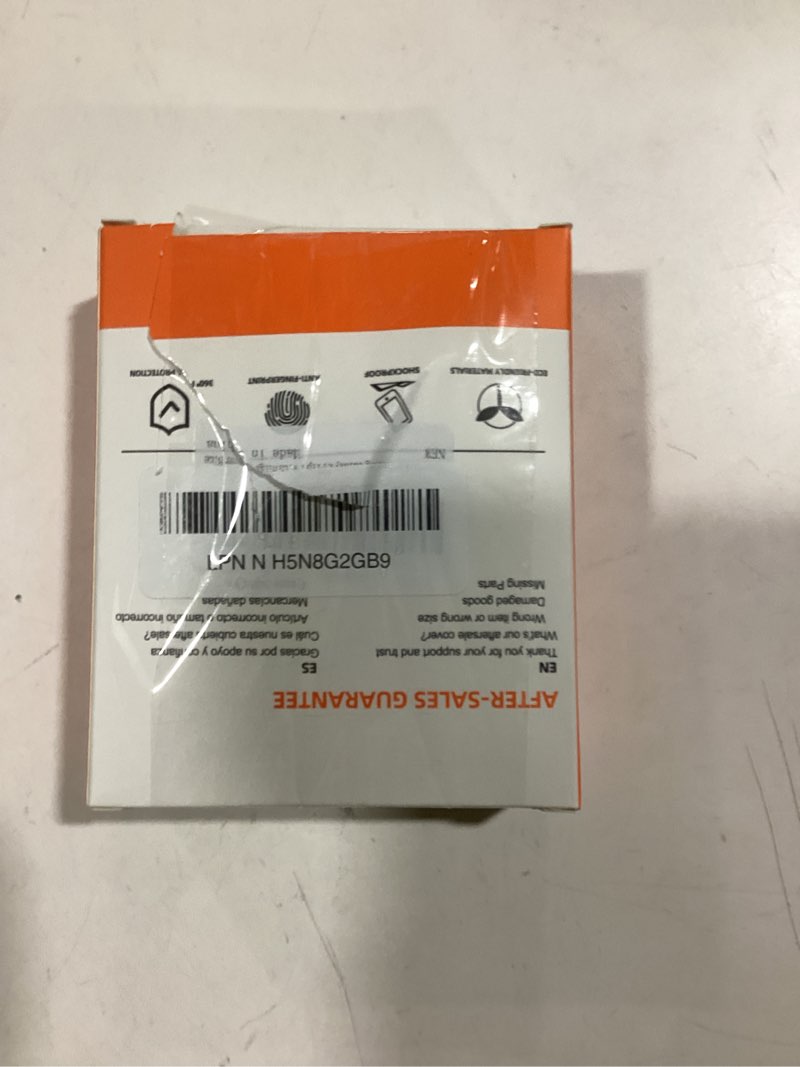 AFTER-SALES GUARANTEE
EN
Thank you for your support and trust
What's our aftersale cover?
Wrong item or wrong size
Damaged goods
Missing Parts
ES
Gracias por su apoyo y confianza
Cuál es nuestra cubierta aftersale?
Artículo incorrecto o tamaño incorrecto
Mercancías dañadas
LPN N H5N8G2GB9
NEW
Made in
ECO-FRIENDLY MATERIALS
SHOCKPROOF
ANTI-FINGERPRINT
360° PROTECTION